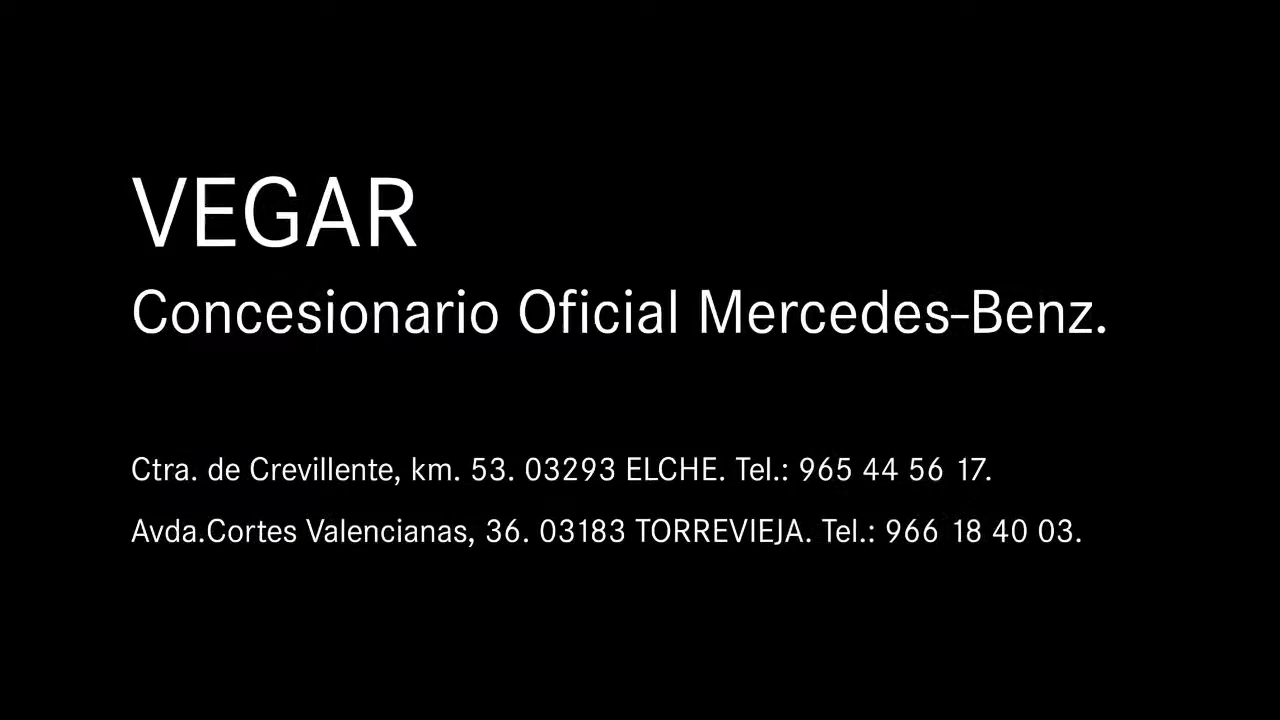 VEGAR
Concesionario Oficial Mercedes-Benz.
Ctra. de Crevillente, km. 53. 03293 ELCHE. Tel.: 965 44 56 17.
Avda.Cortes Valencianas, 36. 03183 TORREVIEJA. Tel.: 966 18 40 03.